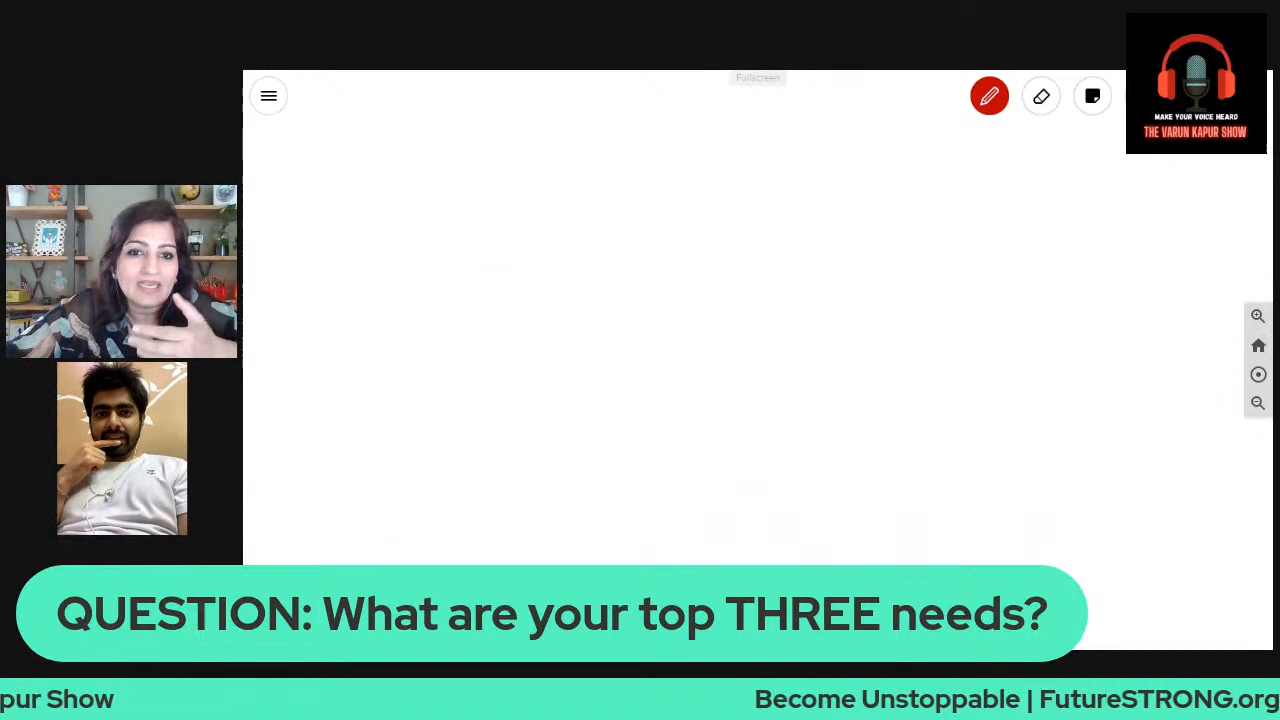 Fullscreen
MAKE YOUR VOICE HEARD
THE VARUN KAPUR SHOW
QUESTION: What are your top THREE needs?
pur Show
Become Unstoppable | FutureSTRONG.org